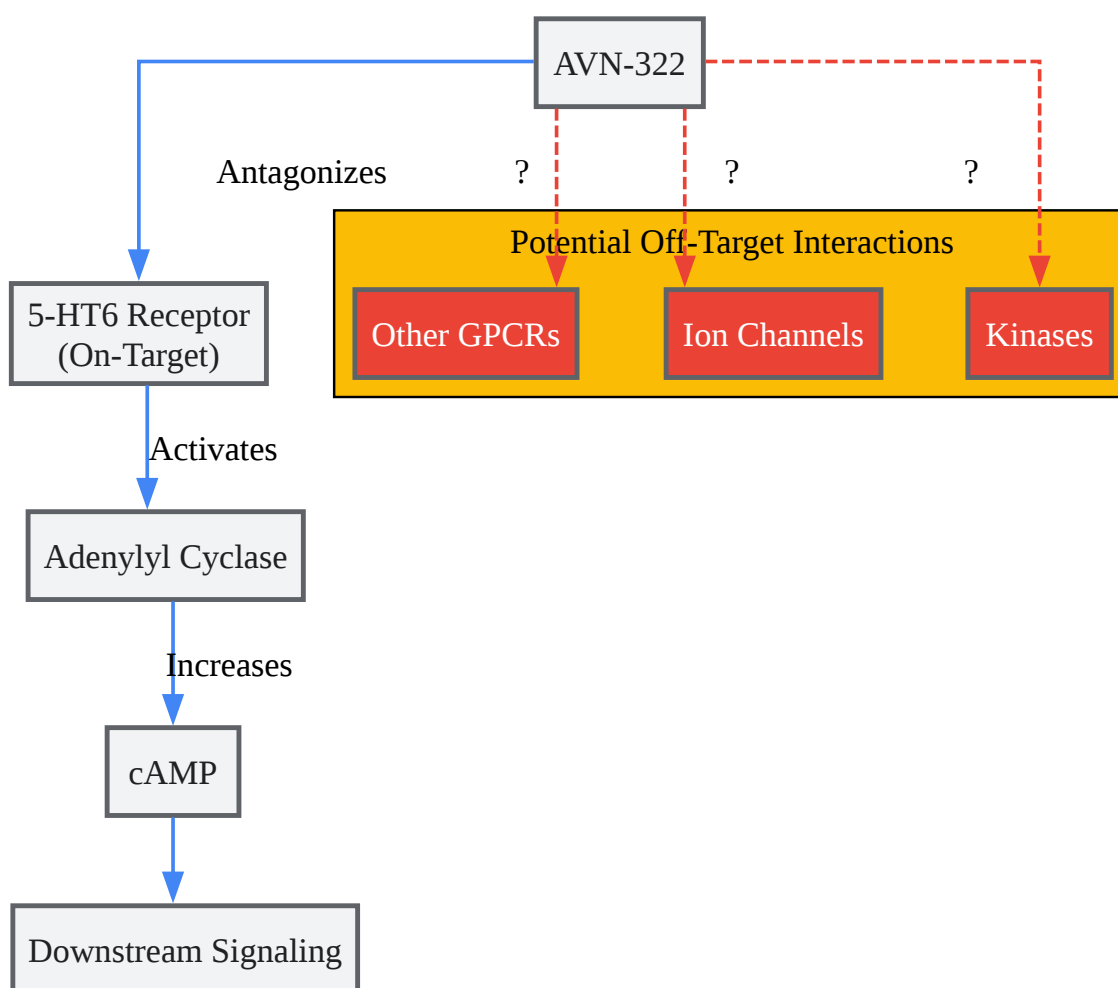 AVN-322
Antagonizes
?
?
?
Potential Off-Target Interactions
5-HT6 Receptor
(On-Target)
Other GPCRs
Ion Channels
Kinases
Activates
Adenylyl Cyclase
Increases
cAMP
Downstream Signaling